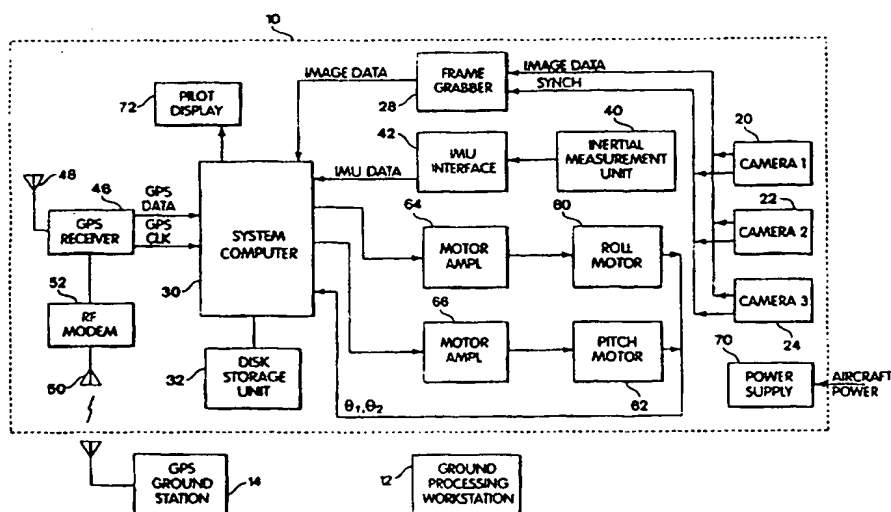 10
IMAGE DATA
FRAME
GRABBER
28
IMAGE DATA
SYNCH
72
PILOT
DISPLAY
42
IMU
INTERFACE
IMU DATA
40
INERTIAL
MEASUREMENT
UNIT
20
CAMERA 1
22
CAMERA 2
CAMERA 3
24
48
46
GPS
RECEIVER
GPS
DATA
GPS
CLK
SYSTEM
COMPUTER
30
64
MOTOR
AMPL
60
ROLL
MOTOR
52
RF
MODEM
50
66
MOTOR
AMPL
PITCH
MOTOR
62
32
DISK
STORAGE
UNIT
θ1,θ2
70
POWER
SUPPLY
AIRCRAFT
POWER
GPS
GROUND
STATION
14
12
GROUND
PROCESSING
WORKSTATION